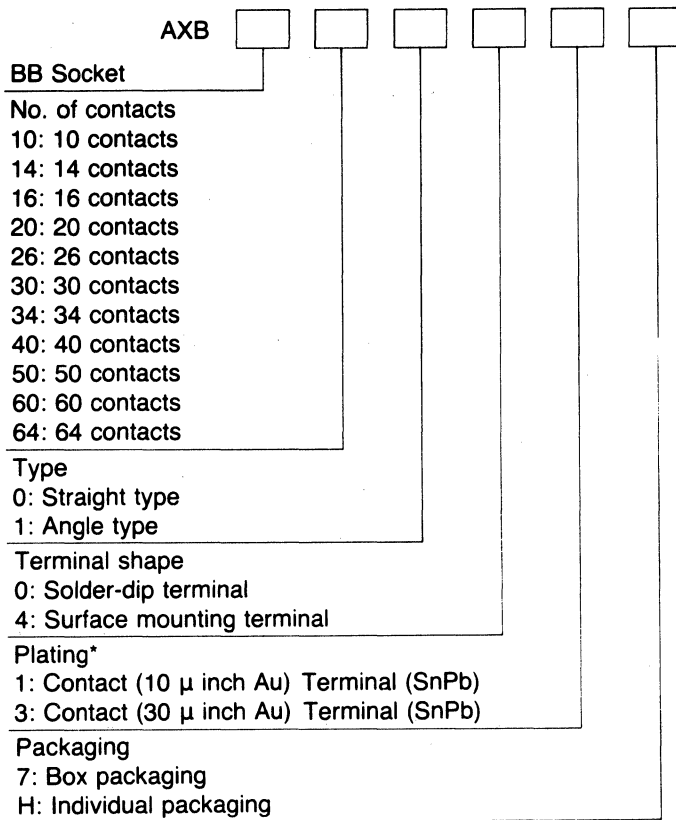 AXB
BB Socket
No. of contacts
10: 10 contacts
14: 14 contacts
16: 16 contacts
20: 20 contacts
26: 26 contacts
30: 30 contacts
34: 34 contacts
40: 40 contacts
50: 50 contacts
60: 60 contacts
64: 64 contacts
Type
0: Straight type
1: Angle type
Terminal shape
0: Solder-dip terminal
4: Surface mounting terminal
Plating*
1: Contact (10 μ inch Au) Terminal (SnPb)
3: Contact (30 μ inch Au) Terminal (SnPb)
Packaging
7: Box packaging
H: Individual packaging